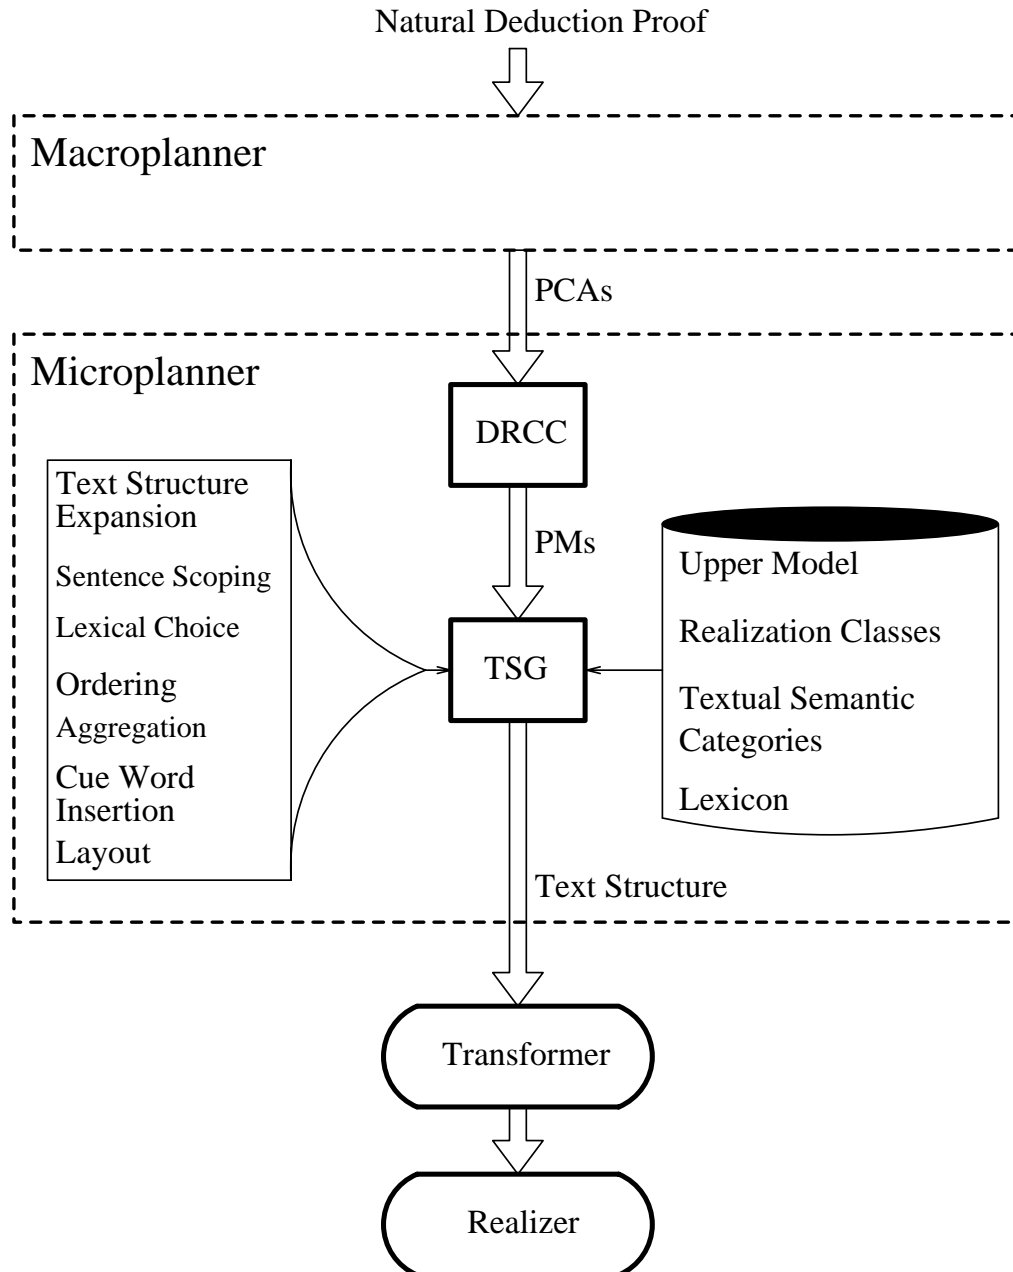 Natural Deduction Proof
Macroplanner
PCAs
Microplanner
DRCC
Text Structure
Expansion
Sentence Scoping
Lexical Choice
Ordering
Aggregation
Cue Word
Insertion
Layout
PMs
TSG
Upper Model
Realization Classes
Textual Semantic
Categories
Lexicon
Text Structure
Transformer
Realizer